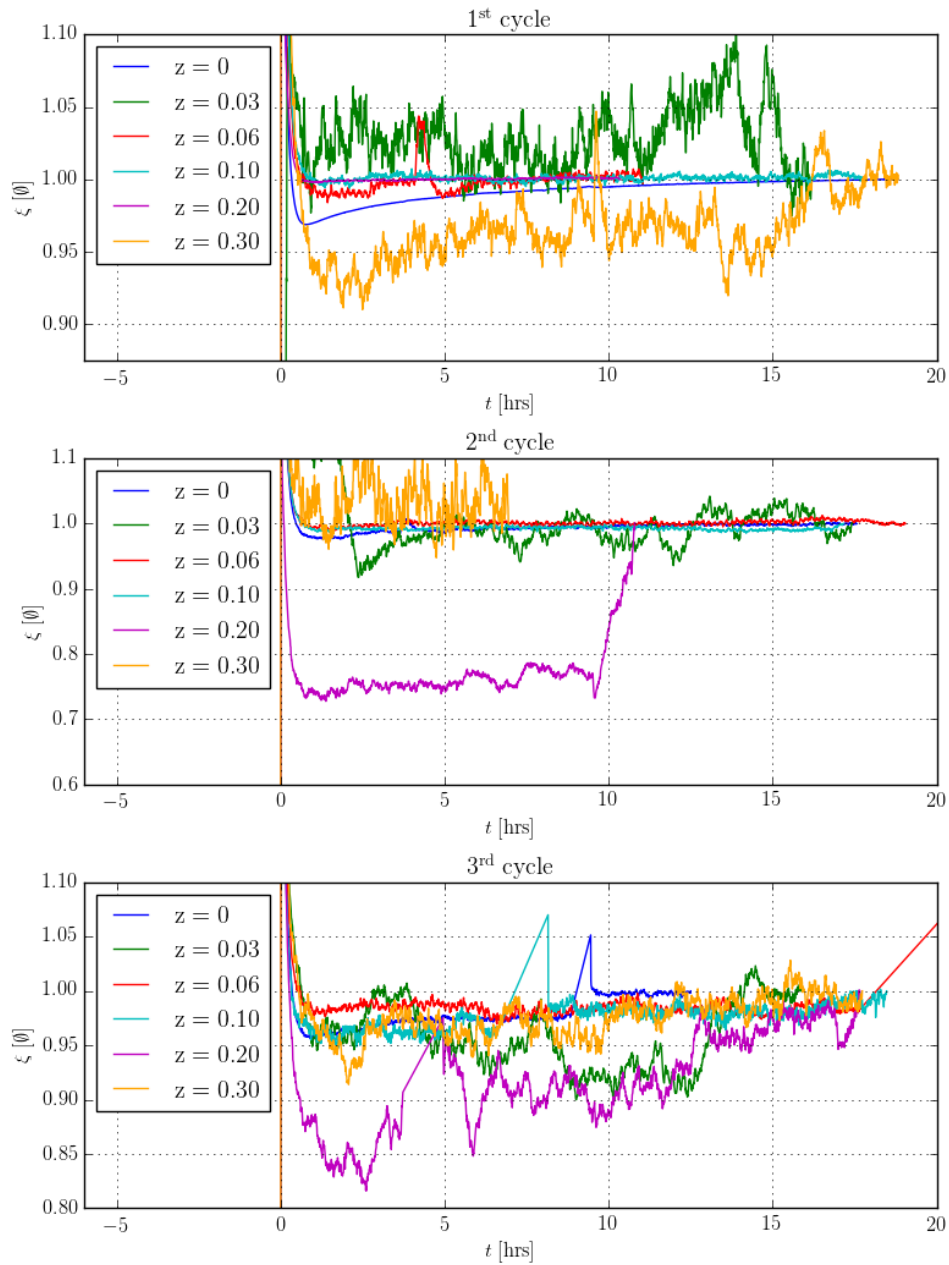 1st cycle
1.10
1.05
1.00
0.95
0.90
ξ [∅]
z = 0
z = 0.03
z = 0.06
z = 0.10
z = 0.20
z = 0.30
−5 0 5 10 15 20
t [hrs]
2nd cycle
1.1
1.0
0.9
0.8
0.7
0.6
ξ [∅]
z = 0
z = 0.03
z = 0.06
z = 0.10
z = 0.20
z = 0.30
−5 0 5 10 15 20
t [hrs]
3rd cycle
1.10
1.05
1.00
0.95
0.90
0.85
0.80
ξ [∅]
z = 0
z = 0.03
z = 0.06
z = 0.10
z = 0.20
z = 0.30
−5 0 5 10 15 20
t [hrs]